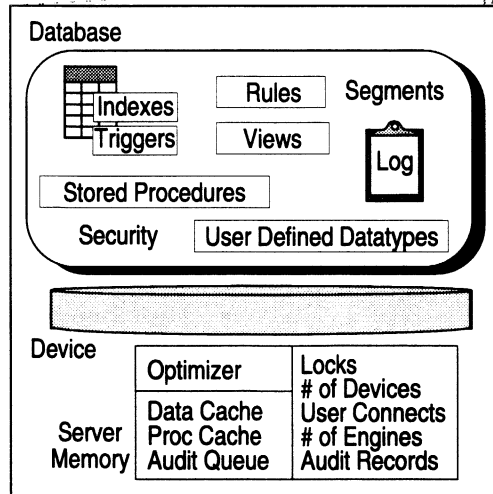 Database
Indexes
Triggers
Rules
Views
Segments
Log
Stored Procedures
Security
User Defined Datatypes
Device
Server
Memory
Optimizer
Data Cache
Proc Cache
Audit Queue
Locks
# of Devices
User Connects
# of Engines
Audit Records